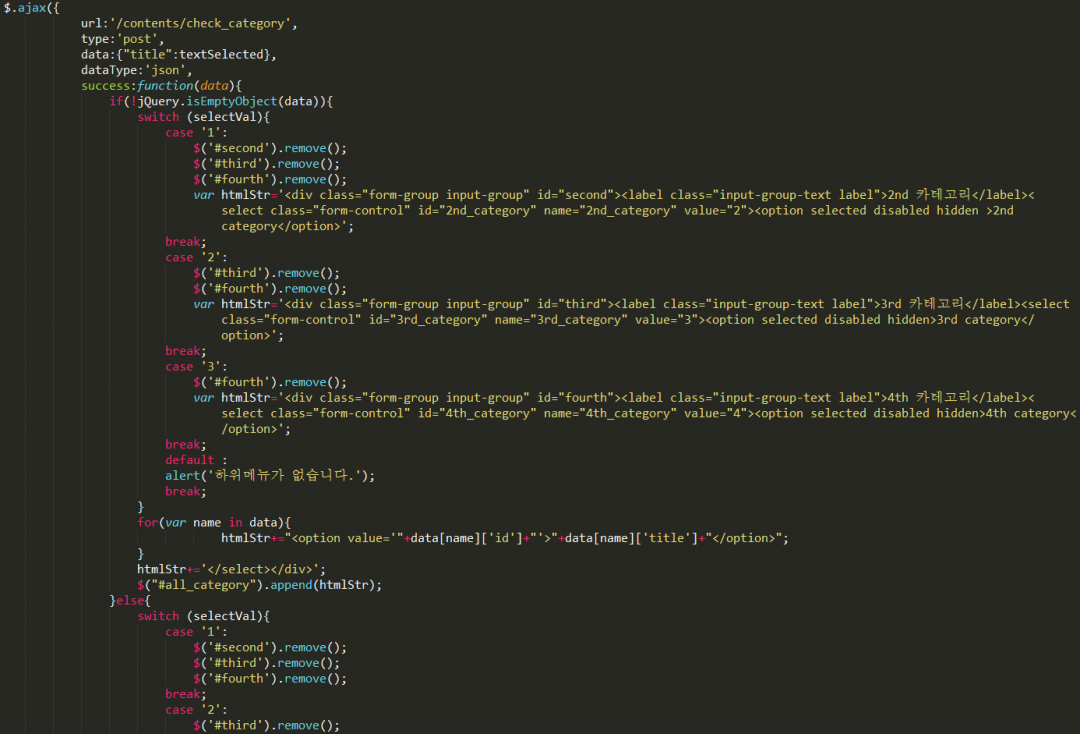 $.ajax({
url:'/contents/check_category',
type:'post',
data:{"title":textSelected},
dataType:'json',
success:function(data){
if(!jQuery.isEmptyObject(data)){
switch (selectVal){
case '1':
$('#second').remove();
$('#third').remove();
$('#fourth').remove();
var htmlStr='<div class="form-group input-group" id="second"><label class="input-group-text label">2nd 카테고리</label><
select class="form-control" id="2nd_category" name="2nd_category" value="2"><option selected disabled hidden >2nd
category</option>';
break;
case '2':
$('#third').remove();
$('#fourth').remove();
var htmlStr='<div class="form-group input-group" id="third"><label class="input-group-text label">3rd 카테고리</label><select
class="form-control" id="3rd_category" name="3rd_category" value="3"><option selected disabled hidden>3rd category</
option>';
break;
case '3':
$('#fourth').remove();
var htmlStr='<div class="form-group input-group" id="fourth"><label class="input-group-text label">4th 카테고리</label><
select class="form-control" id="4th_category" name="4th_category" value="4"><option selected disabled hidden>4th category<
/option>';
break;
default :
alert('하위메뉴가 없습니다.');
break;
}
for(var name in data){
htmlStr+="<option value='"+data[name]['id']+"'>"+data[name]['title']+"</option>";
}
htmlStr+='</select></div>';
$("#all_category").append(htmlStr);
}else{
switch (selectVal){
case '1':
$('#second').remove();
$('#third').remove();
$('#fourth').remove();
break;
case '2':
$('#third').remove();